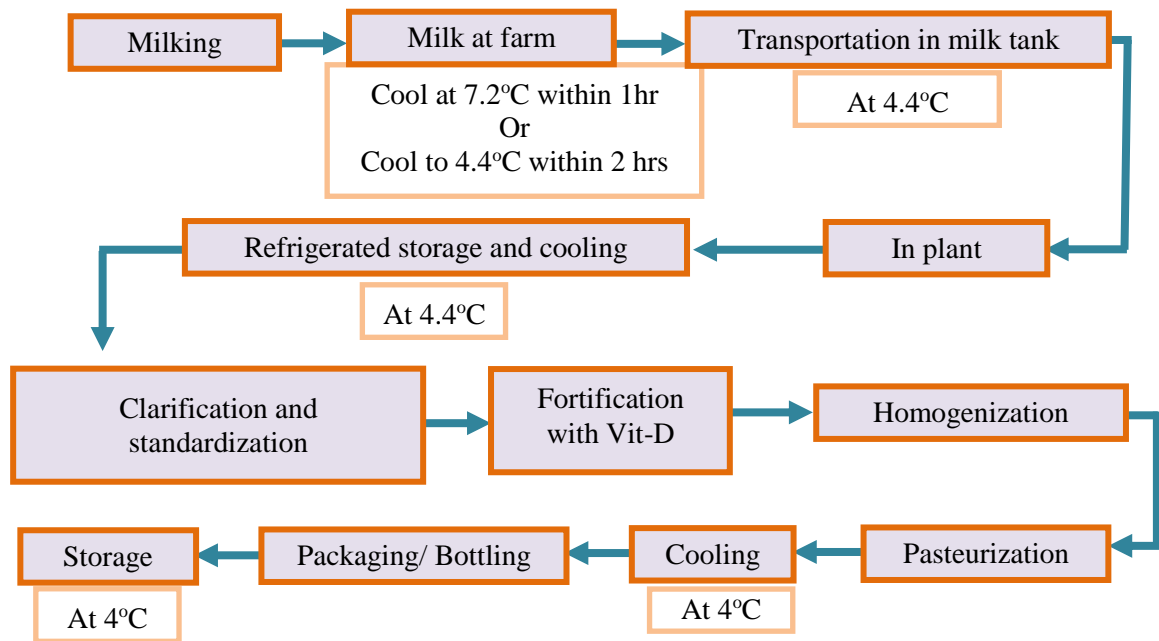 Milking
Milk at farm
Cool at 7.2°C within 1hr
Or
Cool to 4.4°C within 2 hrs
Transportation in milk tank
At 4.4°C
In plant
Refrigerated storage and cooling
At 4.4°C
Clarification and
standardization
Fortification
with Vit-D
Homogenization
Pasteurization
Cooling
At 4°C
Packaging/ Bottling
Storage
At 4°C